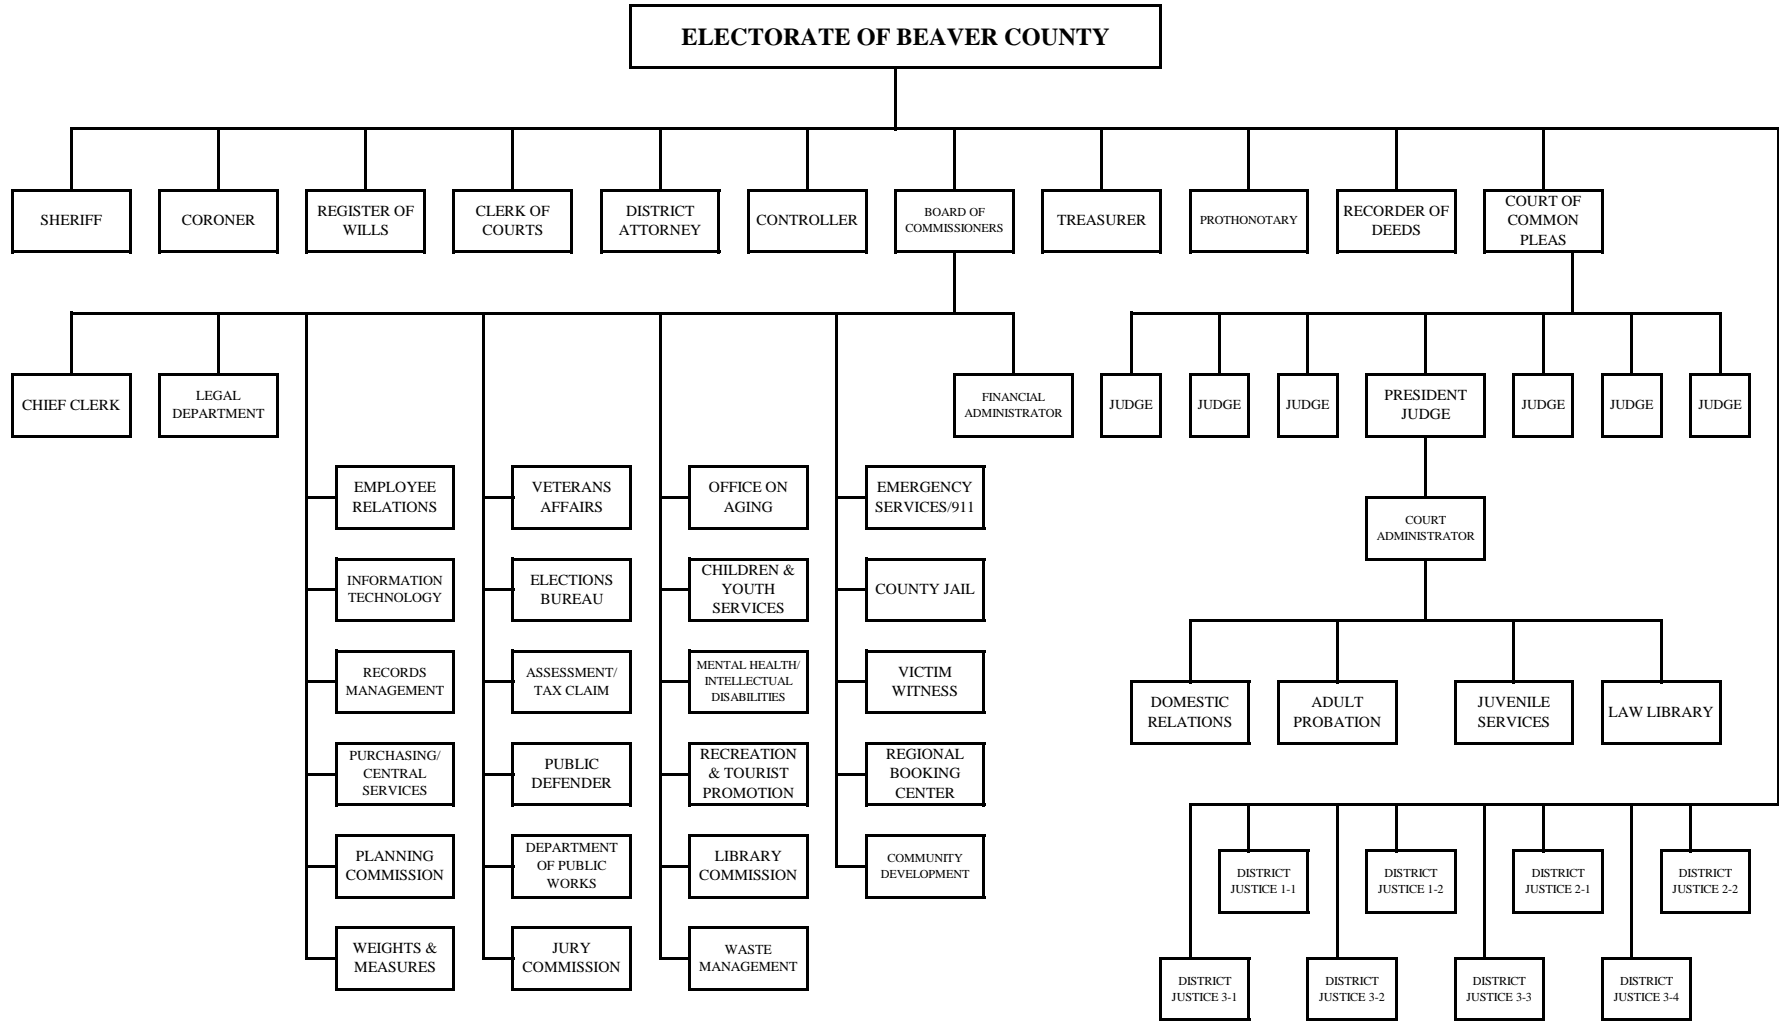 ELECTORATE OF BEAVER COUNTY
SHERIFF
CORONER
REGISTER OF
WILLS
CLERK OF
COURTS
DISTRICT
ATTORNEY
CONTROLLER
BOARD OF
COMMISSIONERS
TREASURER
PROTHONOTARY
RECORDER OF
DEEDS
COURT OF
COMMON
PLEAS
CHIEF CLERK
LEGAL
DEPARTMENT
FINANCIAL
ADMINISTRATOR
JUDGE
JUDGE
JUDGE
PRESIDENT
JUDGE
JUDGE
JUDGE
JUDGE
EMPLOYEE
RELATIONS
VETERANS
AFFAIRS
OFFICE ON
AGING
EMERGENCY
SERVICES/911
COURT
ADMINISTRATOR
INFORMATION
TECHNOLOGY
ELECTIONS
BUREAU
CHILDREN &
YOUTH
SERVICES
COUNTY JAIL
RECORDS
MANAGEMENT
ASSESSMENT/
TAX CLAIM
MENTAL HEALTH/
INTELLECTUAL
DISABILITIES
VICTIM
WITNESS
DOMESTIC
RELATIONS
ADULT
PROBATION
JUVENILE
SERVICES
LAW LIBRARY
PURCHASING/
CENTRAL
SERVICES
PUBLIC
DEFENDER
RECREATION
& TOURIST
PROMOTION
REGIONAL
BOOKING
CENTER
PLANNING
COMMISSION
DEPARTMENT
OF PUBLIC
WORKS
LIBRARY
COMMISSION
COMMUNITY
DEVELOPMENT
DISTRICT
JUSTICE 1-1
DISTRICT
JUSTICE 1-2
DISTRICT
JUSTICE 2-1
DISTRICT
JUSTICE 2-2
WEIGHTS &
MEASURES
JURY
COMMISSION
WASTE
MANAGEMENT
DISTRICT
JUSTICE 3-1
DISTRICT
JUSTICE 3-2
DISTRICT
JUSTICE 3-3
DISTRICT
JUSTICE 3-4